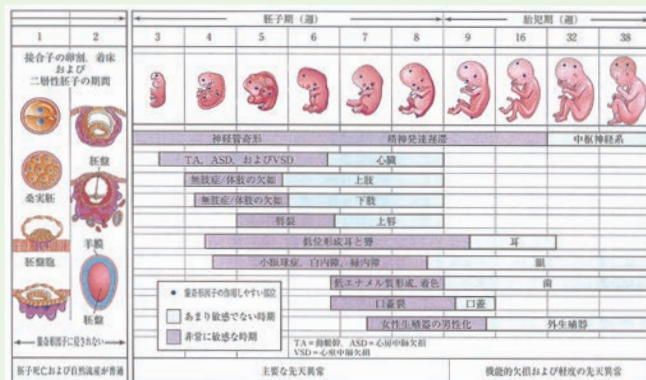 胚子期（週）
胎児期（週）
1
2
3
4
5
6
7
8
9
16
32
38
接合子の卵割、着床
および
二層性胚子の期間
胚盤
桑実胚
羊膜
胚盤胞
胚盤
神経管奇形
精神発達遅滞
中枢神経系
TA、ASD、およびVSD
心臓
無肢症/体肢の欠如
上肢
無肢症/体肢の欠如
下肢
唇裂
上唇
低位形成耳と聾
耳
小眼球症、白内障、緑内障
眼
低エナメル質形成、着色
歯
口蓋裂
口蓋
女性生殖器の男性化
外生殖器
催奇形因子の作用しやすい部位
あまり敏感でない時期
非常に敏感な時期
TA＝動脈幹、ASD＝心房中隔欠損
VSD＝心室中隔欠損
催奇形因子に侵されない
胚子死亡および自然流産が普通
主要な先天異常
機能的欠損および軽度の先天異常